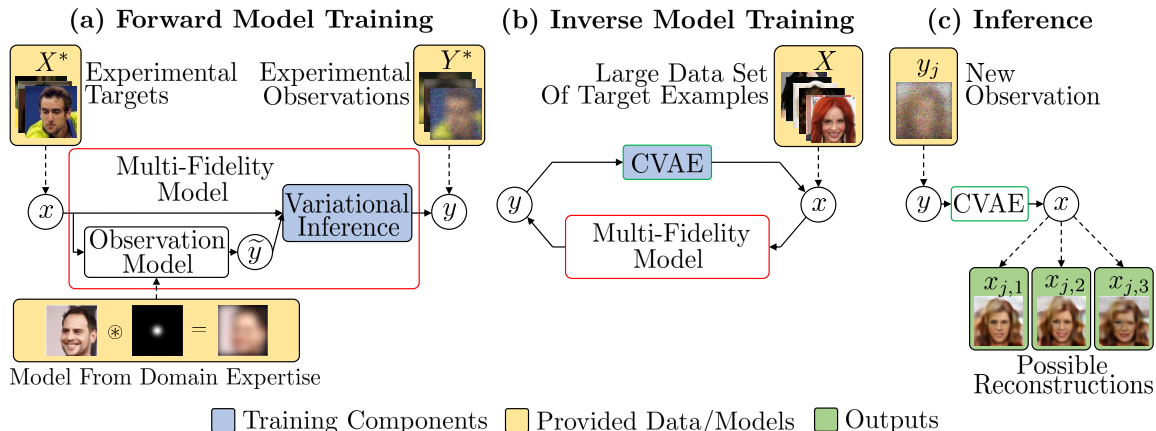 (a) Forward Model Training
X*
Experimental
Targets
Experimental
Observations
Y*
Multi-Fidelity
Model
x
Observation
Model
ỹ
Variational
Inference
y
⊛ =
Model From Domain Expertise
(b) Inverse Model Training
Large Data Set
Of Target Examples
X
CVAE
y
x
Multi-Fidelity
Model
(c) Inference
y_j
New
Observation
y
CVAE
x
x_{j,1}
x_{j,2}
x_{j,3}
Possible
Reconstructions
Training Components
Provided Data/Models
Outputs